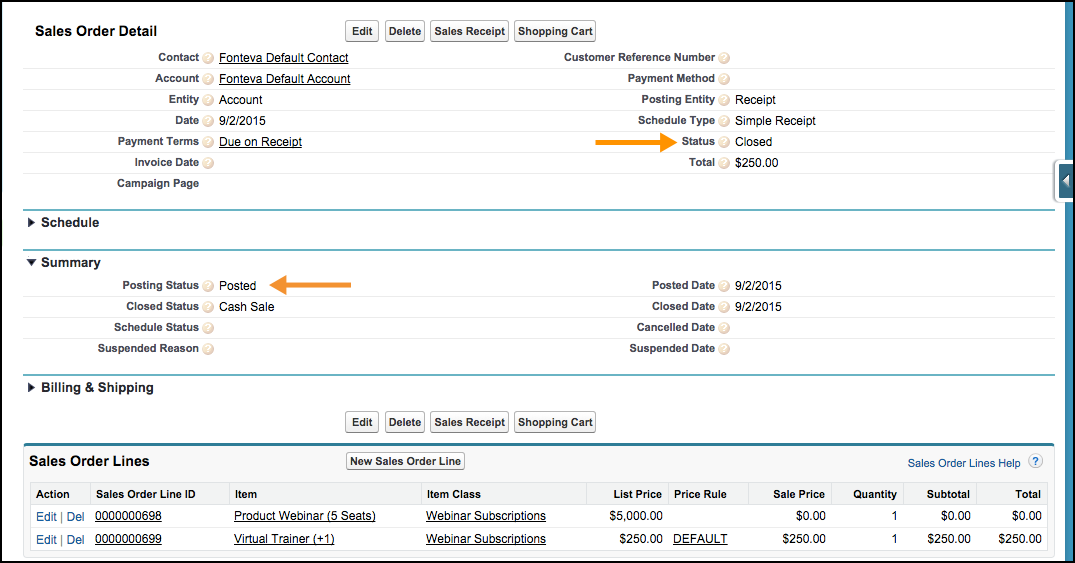 Sales Order Detail Edit Delete Sales Receipt Shopping Cart
Contact ? Fonteva Default Contact Customer Reference Number ?
Account ? Fonteva Default Account Payment Method ?
Entity ? Account Posting Entity ? Receipt
Date ? 9/2/2015 Schedule Type ? Simple Receipt
Payment Terms ? Due on Receipt Status ? Closed
Invoice Date ? Total ? $250.00
Campaign Page
Schedule
Summary
Posting Status ? Posted Posted Date ? 9/2/2015
Closed Status ? Cash Sale Closed Date ? 9/2/2015
Schedule Status ? Cancelled Date ?
Suspended Reason ? Suspended Date ?
Billing & Shipping
Edit Delete Sales Receipt Shopping Cart
Sales Order Lines New Sales Order Line Sales Order Lines Help ?
Action Sales Order Line ID Item Item Class List Price Price Rule Sale Price Quantity Subtotal Total
Edit | Del 0000000698 Product Webinar (5 Seats) Webinar Subscriptions $5,000.00 $0.00 1 $0.00 $0.00
Edit | Del 0000000699 Virtual Trainer (+1) Webinar Subscriptions $250.00 DEFAULT $250.00 1 $250.00 $250.00